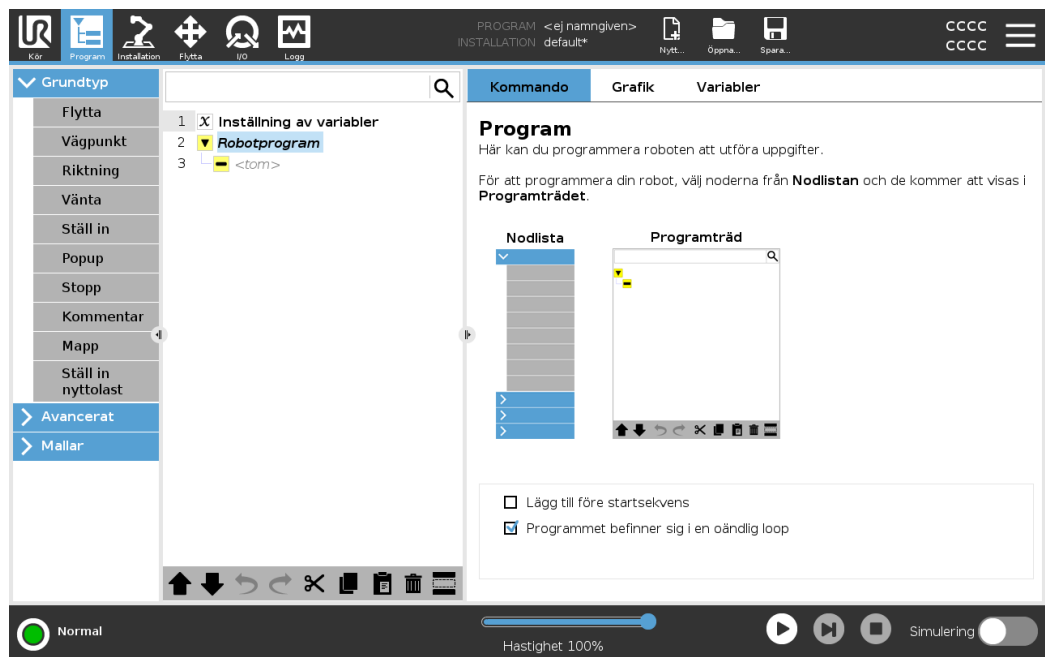 PROGRAM <ej namngiven>
INSTALLATION default*
Kör
Program
Installation
Flytta
I/O
Logg
Nytt...
Öppna...
Spara...
CCCC
CCCC
Grundtyp
Flytta
Vägpunkt
Riktning
Vänta
Ställ in
Popup
Stopp
Kommentar
Mapp
Ställ in
nyttolast
Avancerat
Mallar
1 X Inställning av variabler
2 Robotprogram
3 <tom>
Kommando
Grafik
Variabler
Program
Här kan du programmera roboten att utföra uppgifter.
För att programmera din robot, välj noderna från Nodlistan och de kommer att visas i
Programträdet.
Nodlista
Programträd
Lägg till före startsekvens
Programmet befinner sig i en oändlig loop
Normal
Hastighet 100%
Simulering